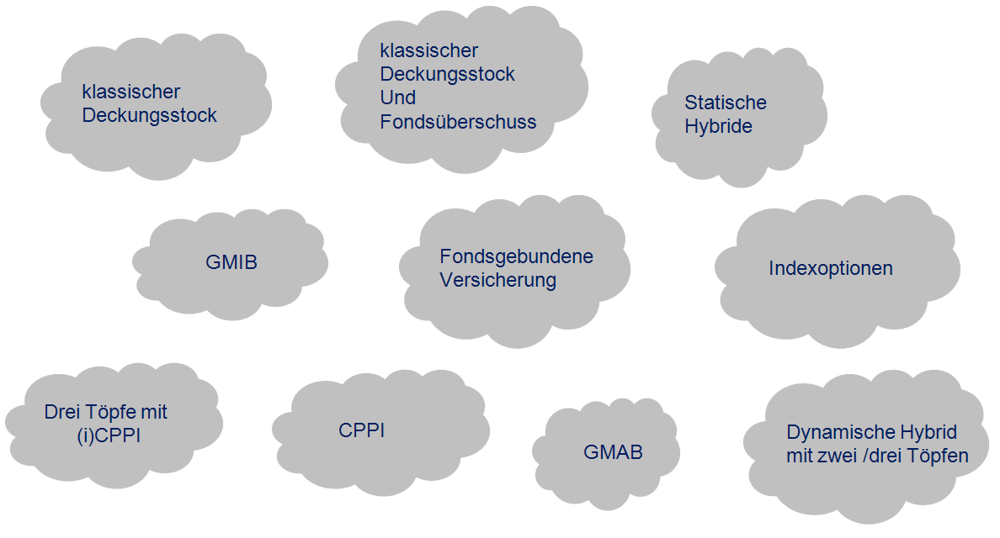 klassischer
Deckungsstock
klassischer
Deckungsstock
Und
Fondsüberschuss
Statische
Hybride
GMIB
Fondsgebundene
Versicherung
Indexoptionen
Drei Töpfe mit
(i)CPPI
CPPI
GMAB
Dynamische Hybrid
mit zwei /drei Töpfen